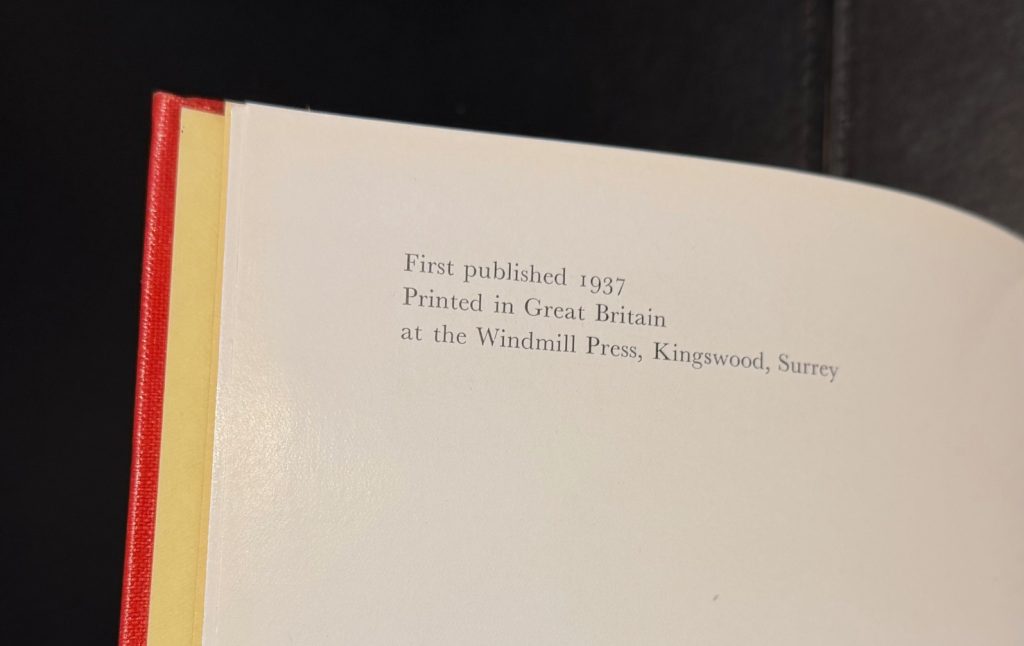 First published 1937
Printed in Great Britain
at the Windmill Press, Kingswood, Surrey